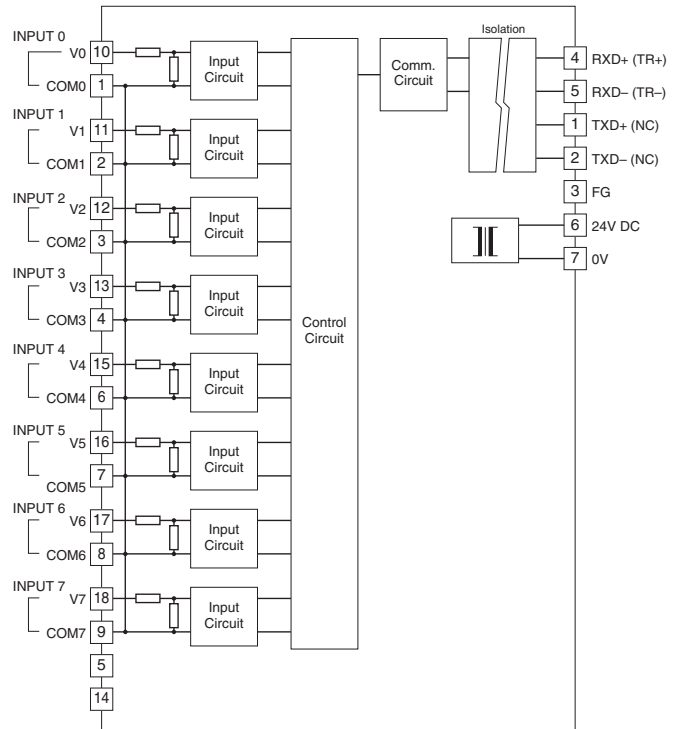 INPUT 0
V0 10
COM0 1
Input
Circuit
INPUT 1
V1 11
COM1 2
Input
Circuit
INPUT 2
V2 12
COM2 3
Input
Circuit
INPUT 3
V3 13
COM3 4
Input
Circuit
INPUT 4
V4 15
COM4 6
Input
Circuit
INPUT 5
V5 16
COM5 7
Input
Circuit
INPUT 6
V6 17
COM6 8
Input
Circuit
INPUT 7
V7 18
COM7 9
Input
Circuit
5
14
Control
Circuit
Comm.
Circuit
Isolation
4 RXD+ (TR+)
5 RXD– (TR–)
1 TXD+ (NC)
2 TXD– (NC)
3 FG
6 24V DC
7 0V